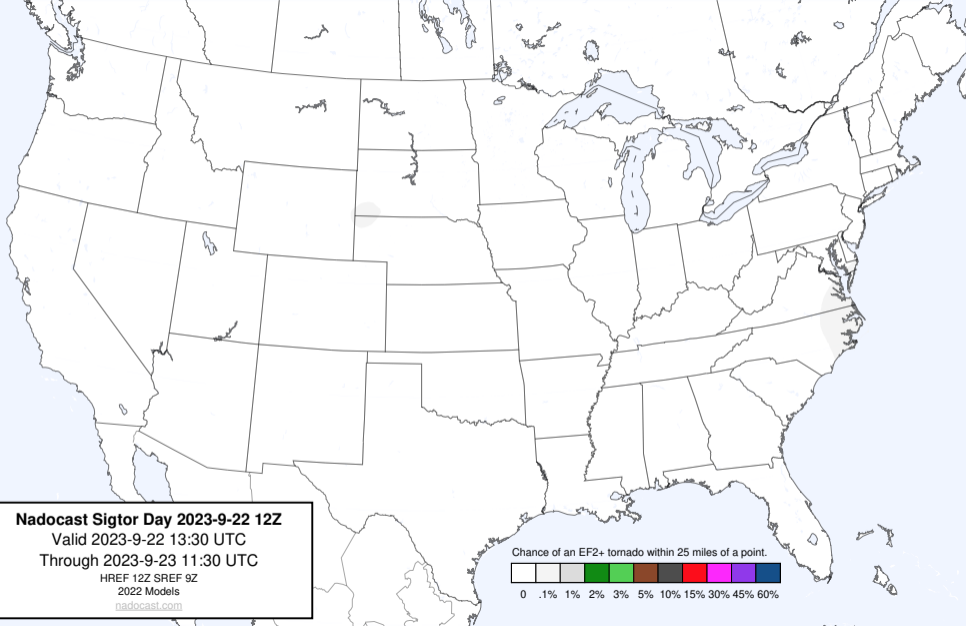 Nadocast Sigtor Day 2023-9-22 12Z
Valid 2023-9-22 13:30 UTC
Through 2023-9-23 11:30 UTC
HREF 12Z SREF 9Z
2022 Models
nadocast.com
Chance of an EF2+ tornado within 25 miles of a point.
0 .1% 1% 2% 3% 5% 10% 15% 30% 45% 60%